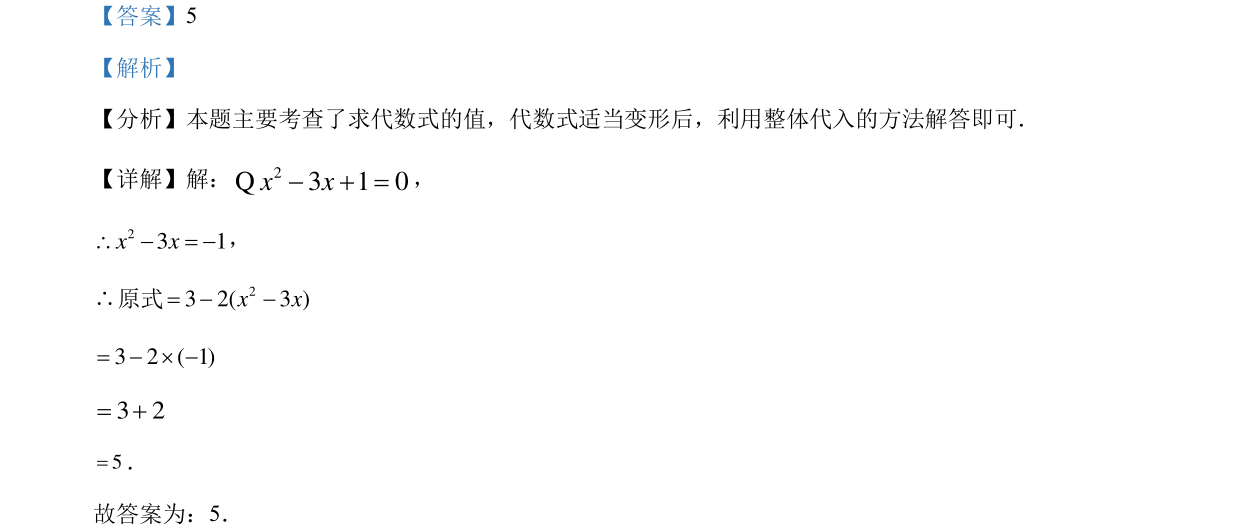 【答案】5
【解析】
【分析】本题主要考查了求代数式的值，代数式适当变形后，利用整体代入的方法解答即可．
【详解】解：Q x² − 3x + 1 = 0，
∴ x² − 3x = −1，
∴ 原式 = 3 − 2(x² − 3x)
= 3 − 2 × (−1)
= 3 + 2
= 5．
故答案为：5．